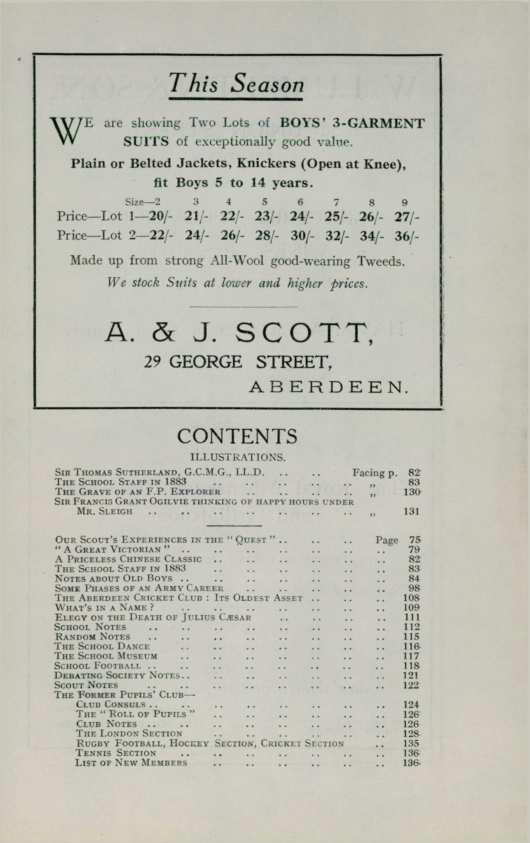 This Season
WE are showing Two Lots of BOYS' 3-GARMENT
SUITS of exceptionally good value.
Plain or Belted Jackets, Knickers (Open at Knee),
fit Boys 5 to 14 years.
Size—2 3 4 5 6 7 8 9
Price—Lot 1—20/- 21/- 22/- 23/- 24/- 25/- 26/- 27/-
Price—Lot 2—22/- 24/- 26/- 28/- 30/- 32/- 34/- 36/-
Made up from strong All-Wool good-wearing Tweeds.
We stock Suits at lower and higher prices.
A. & J. SCOTT,
29 GEORGE STREET,
ABERDEEN.
CONTENTS
ILLUSTRATIONS.
SIR THOMAS SUTHERLAND, G.C.M.G., LL.D. .. .. Facing p. 82
THE SCHOOL STAFF IN 1883 .. .. .. .. .. ,, 83
THE GRAVE OF AN F.P. EXPLORER .. .. .. .. ,, 130
SIR FRANCIS GRANT OGILVIE THINKING OF HAPPY HOURS UNDER
MR. SLEIGH .. .. .. .. .. .. .. ,, 131
OUR SCOUT'S EXPERIENCES IN THE "QUEST" .. .. .. Page 75
"A GREAT VICTORIAN" .. .. .. .. .. .. .. 79
A PRICELESS CHINESE CLASSIC .. .. .. .. .. .. 82
THE SCHOOL STAFF IN 1883 .. .. .. .. .. .. 83
NOTES ABOUT OLD BOYS .. .. .. .. .. .. .. 84
SOME PHASES OF AN ARMY CAREER .. .. .. .. .. 98
THE ABERDEEN CRICKET CLUB: ITS OLDEST ASSET .. .. .. 108
WHAT'S IN A NAME? .. .. .. .. .. .. .. 109
ELEGY ON THE DEATH OF JULIUS CÆSAR .. .. .. .. 111
SCHOOL NOTES .. .. .. .. .. .. .. .. 112
RANDOM NOTES .. .. .. .. .. .. .. .. 115
THE SCHOOL DANCE .. .. .. .. .. .. .. 116
THE SCHOOL MUSEUM .. .. .. .. .. .. .. 117
SCHOOL FOOTBALL .. .. .. .. .. .. .. .. 118
DEBATING SOCIETY NOTES .. .. .. .. .. .. .. 121
SCOUT NOTES .. .. .. .. .. .. .. .. 122
THE FORMER PUPILS' CLUB—
CLUB CONSULS .. .. .. .. .. .. .. .. 124
THE "ROLL OF PUPILS" .. .. .. .. .. .. 126
CLUB NOTES .. .. .. .. .. .. .. .. 126
THE LONDON SECTION .. .. .. .. .. .. 128
RUGBY FOOTBALL, HOCKEY SECTION, CRICKET SECTION .. 135
TENNIS SECTION .. .. .. .. .. .. .. 136
LIST OF NEW MEMBERS .. .. .. .. .. .. 136